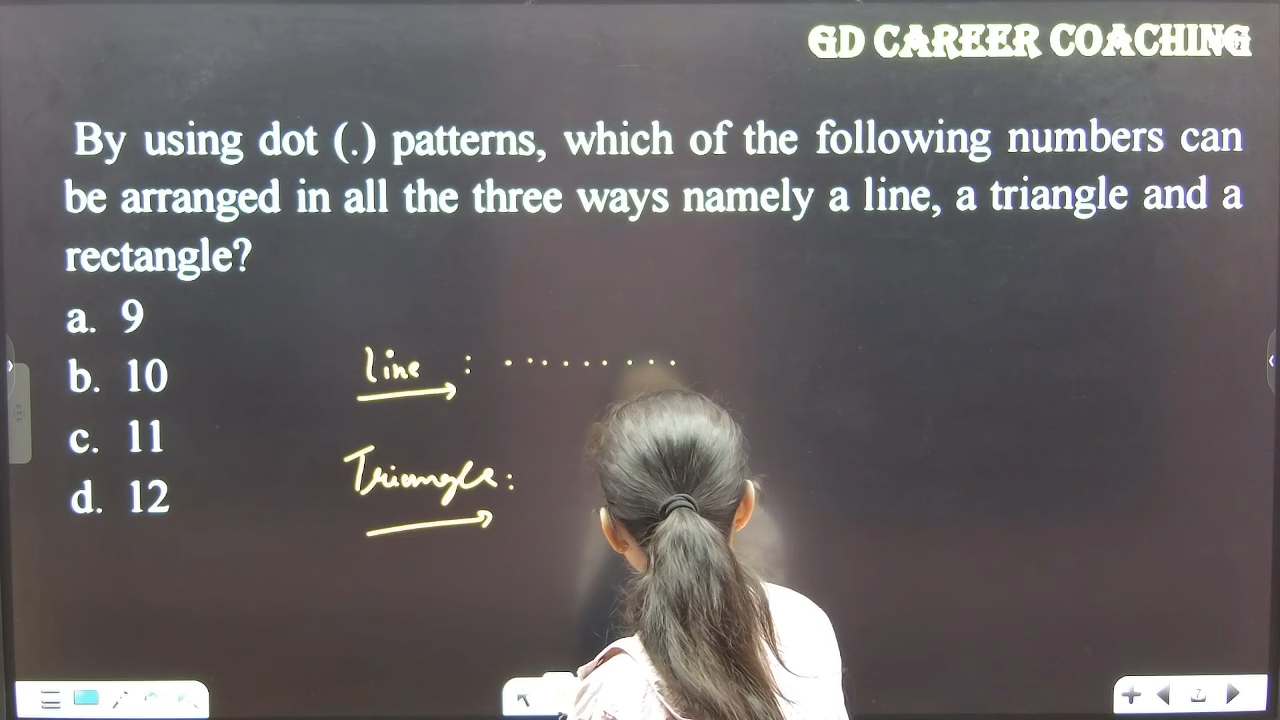 GD CAREER COACHING
By using dot (.) patterns, which of the following numbers can
be arranged in all the three ways namely a line, a triangle and a
rectangle?
a. 9
b. 10
c. 11
d. 12
Line : . . . . . . . . .
Triangle:
7